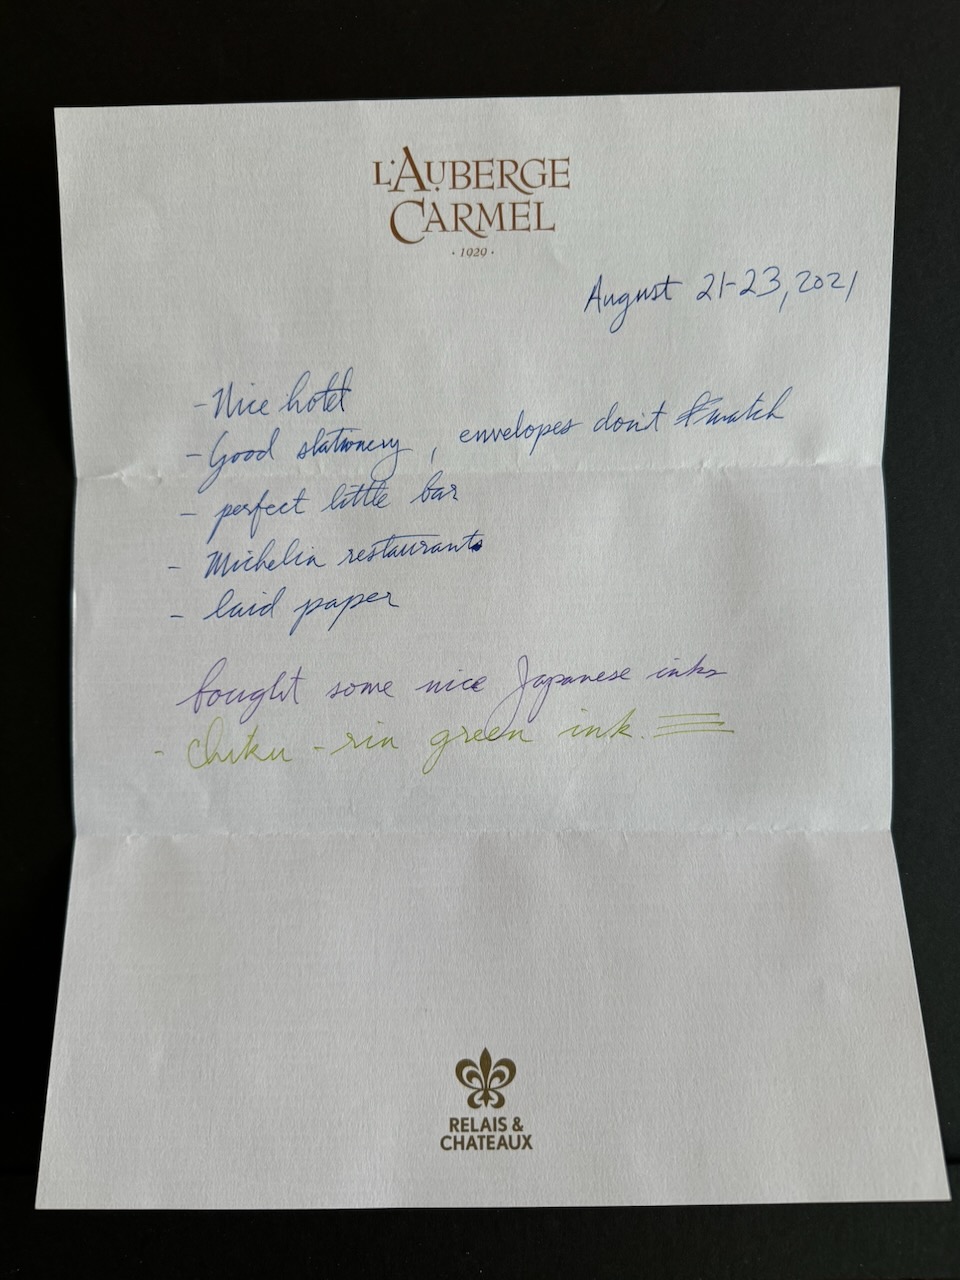 L'AUBERGE
CARMEL
· 1929 ·
August 21-23, 2021
- Nice hotel
- Good stationery, envelopes don't match
- perfect little bar
- Michelin restaurant
- laid paper
bought some nice Japanese inks
- Chiku-rin green ink.
RELAIS &
CHATEAUX